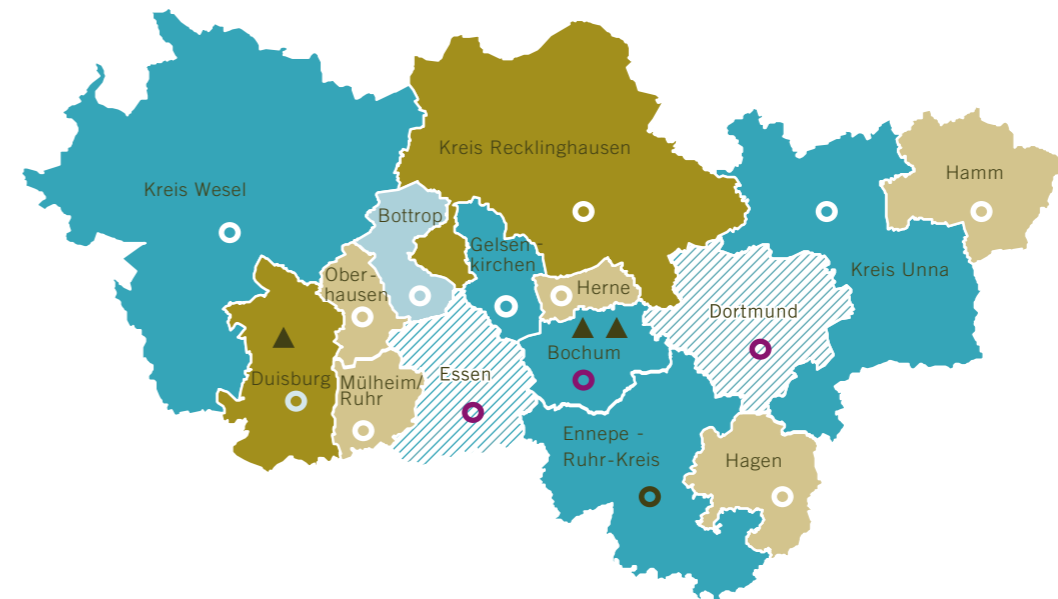 Kreis Recklinghausen
Hamm
Kreis Wesel
Bottrop
Gelsen-
kirchen
Kreis Unna
Ober-
hausen
Herne
Dortmund
Bochum
Duisburg
Mülheim/
Ruhr
Essen
Ennepe -
Ruhr-Kreis
Hagen